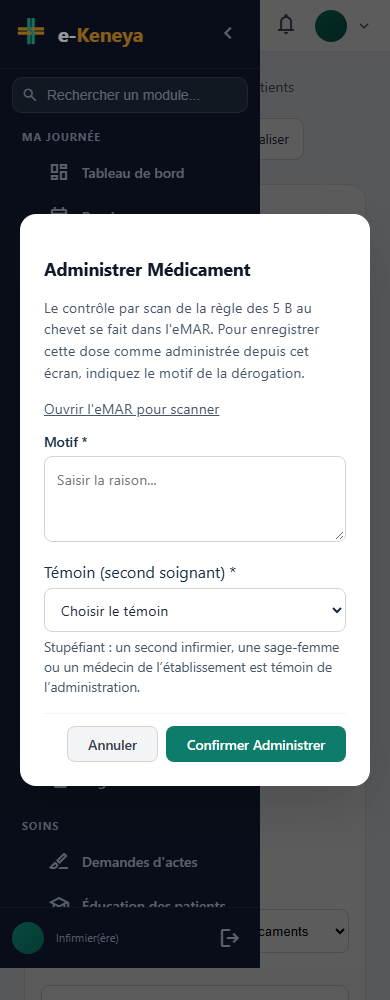 e-Keneya
Rechercher un module...
tients
MA JOURNÉE
aliser
Tableau de bord
Administrer Médicament
Le contrôle par scan de la règle des 5 B au
chevet se fait dans l'eMAR. Pour enregistrer
cette dose comme administrée depuis cet
écran, indiquez le motif de la dérogation.
Ouvrir l'eMAR pour scanner
Motif *
Saisir la raison...
Témoin (second soignant) *
Choisir le témoin
Stupéfiant : un second infirmier, une sage-femme
ou un médecin de l’établissement est témoin de
l’administration.
Annuler
Confirmer Administrer
SOINS
Demandes d'actes
Éducation des patients
caments
Infirmier(ère)